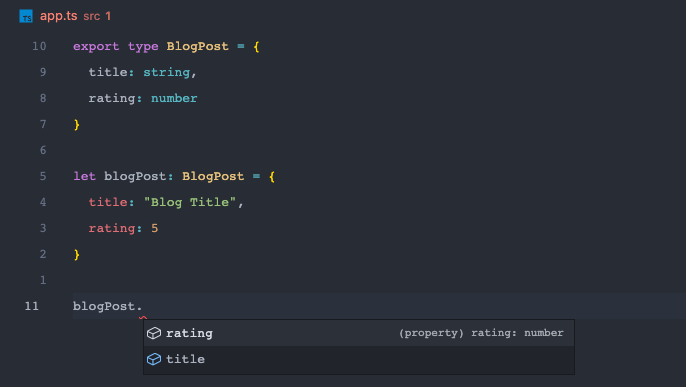 TS app.ts src 1
10 export type BlogPost = {
9 title: string,
8 rating: number
7 }
6
5 let blogPost: BlogPost = {
4 title: "Blog Title",
3 rating: 5
2 }
1
11 blogPost.
rating (property) rating: number
title